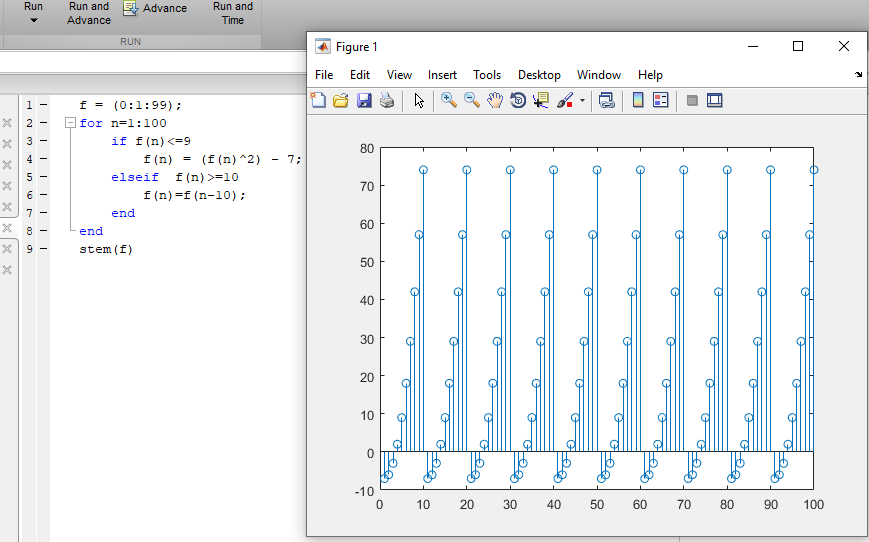 Run
Run and
Advance
Advance
Run and
Time
RUN
1 — f = (0:1:99);
2 — for n=1:100
3 — if f(n)<=9
4 — f(n) = (f(n)^2) - 7;
5 — elseif f(n)>=10
6 — f(n)=f(n-10);
7 — end
8 — end
9 — stem(f)
Figure 1
File Edit View Insert Tools Desktop Window Help
80
70
60
50
40
30
20
10
0
-10
0 10 20 30 40 50 60 70 80 90 100